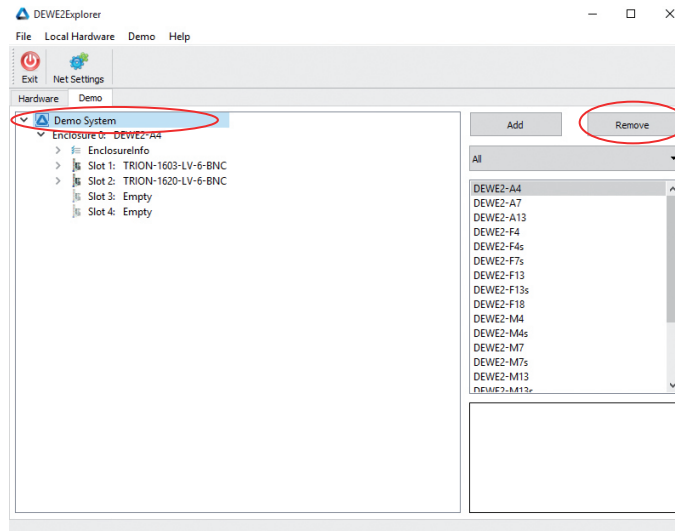 DEWE2Explorer
File Local Hardware Demo Help
Exit Net Settings
Hardware Demo
Demo System
Enclosure 0: DEWE2-A4
EnclosureInfo
Slot 1: TRION-1603-LV-6-BNC
Slot 2: TRION-1620-LV-6-BNC
Slot 3: Empty
Slot 4: Empty
Add Remove
All
DEWE2-A4
DEWE2-A7
DEWE2-A13
DEWE2-F4
DEWE2-F4s
DEWE2-F7s
DEWE2-F13
DEWE2-F13s
DEWE2-F18
DEWE2-M4
DEWE2-M4s
DEWE2-M7
DEWE2-M7s
DEWE2-M13
DEWE2-M13s